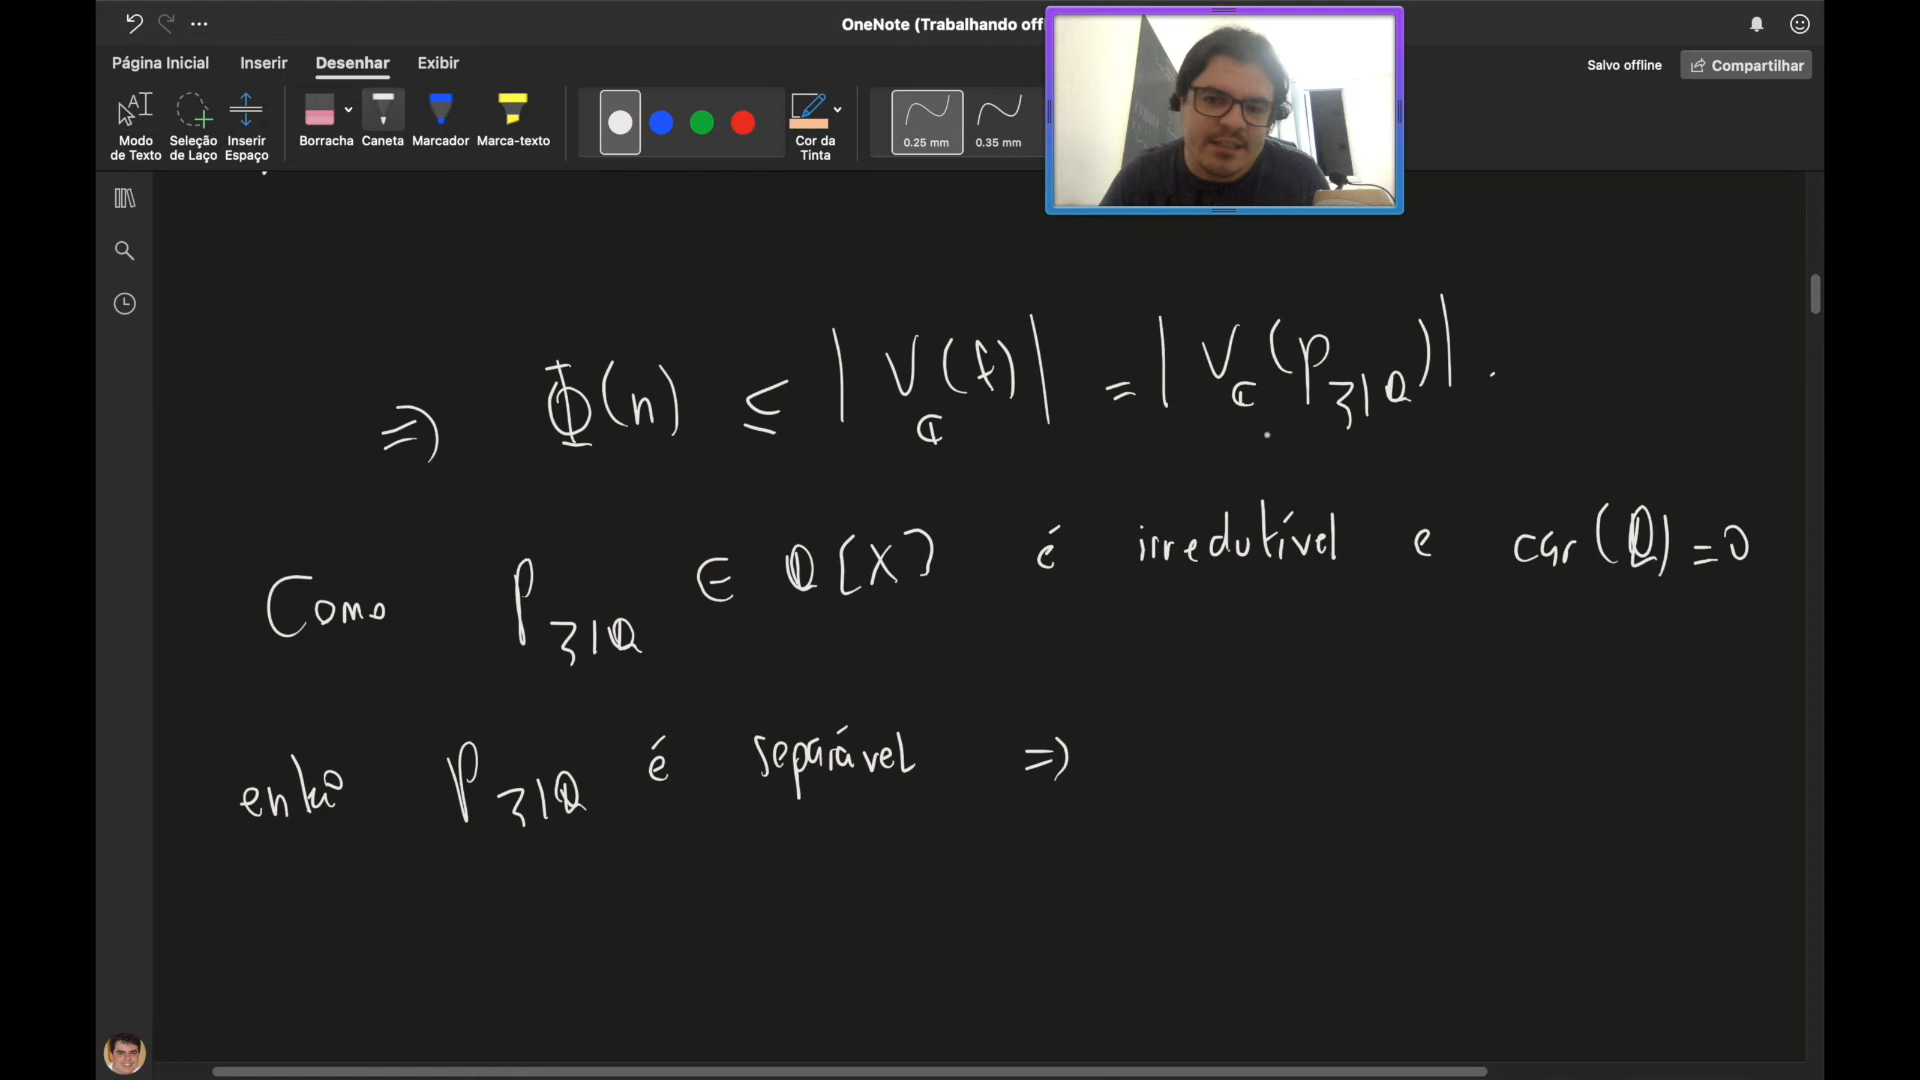 OneNote (Trabalhando offl
Página Inicial Inserir Desenhar Exibir
Salvo offline Compartilhar
Modo de Texto Seleção de Laço Inserir Espaço Borracha Caneta Marcador Marca-texto Cor da Tinta 0.25 mm 0.35 mm
=> Φ(n) ≤ |V_ℂ(f)| = |V_ℂ(p_{ζ|ℚ})|.
Como p_{ζ|ℚ} ∈ ℚ[X] é irredutível e car(ℚ) = 0
então p_{ζ|ℚ} é separável =>